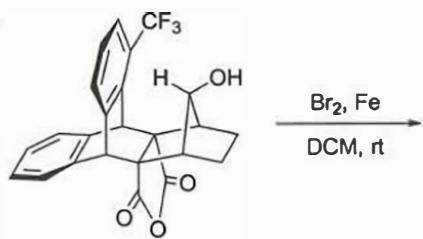 CF3
H OH
Br2, Fe
DCM, rt
O
O
O